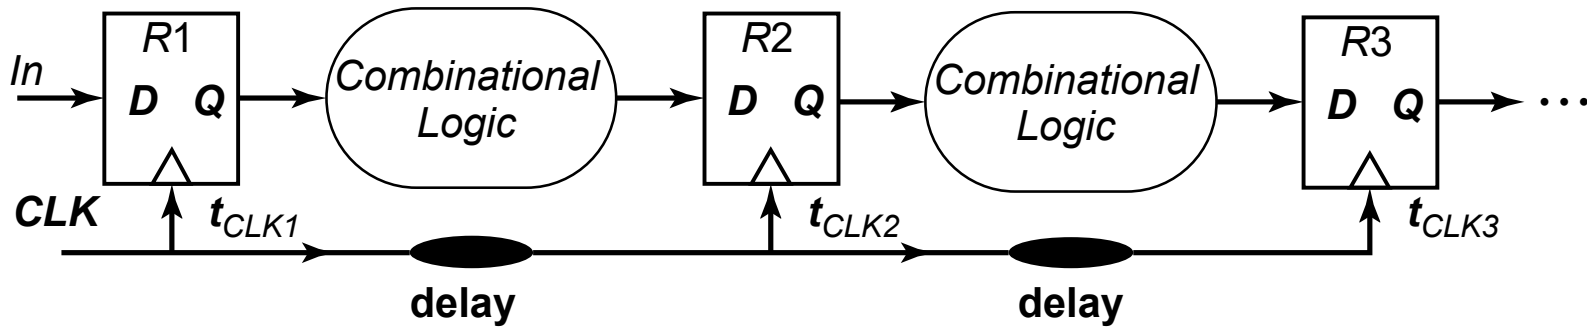 R1
R2
R3
In
D Q
Combinational
Logic
D Q
Combinational
Logic
D Q
...
CLK
tCLK1
tCLK2
tCLK3
delay
delay